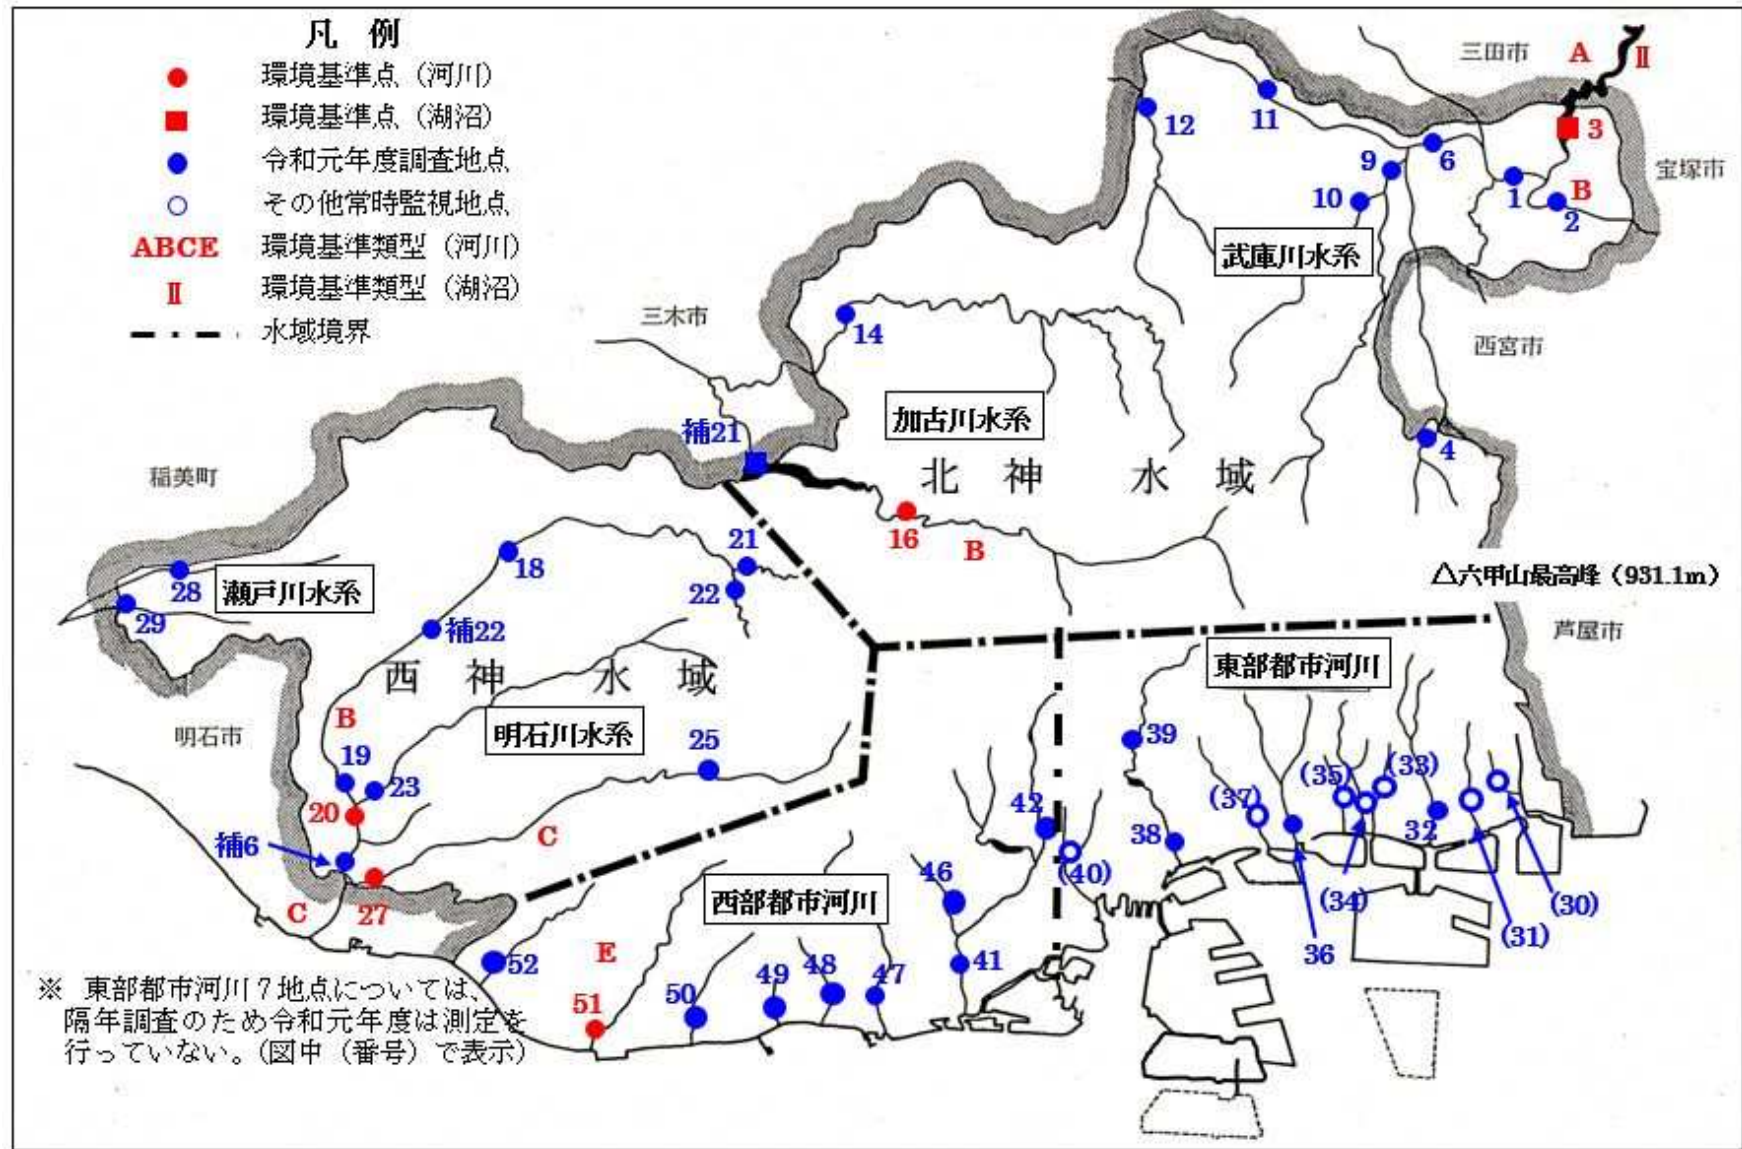 凡 例
環境基準点（河川）
環境基準点（湖沼）
令和元年度調査地点
その他常時監視地点
ABCE 環境基準類型（河川）
Ⅱ 環境基準類型（湖沼）
水域境界
三田市
A
Ⅱ
3
宝塚市
12
11
6
9
10
1
B
2
武庫川水系
三木市
14
西宮市
加古川水系
補21
4
稲美町
北神水域
16
B
21
18
22
28
瀬戸川水系
29
補22
△六甲山最高峰（931.1m）
芦屋市
東部都市河川
西神水域
明石市
B
明石川水系
25
39
19
23
20
(35)
(33)
(37)
42
38
32
補6
C
(40)
46
西部都市河川
(34)
(30)
(31)
36
C
27
E
52
41
49
48
47
50
51
※ 東部都市河川７地点については、
隔年調査のため令和元年度は測定を
行っていない。（図中（番号）で表示）